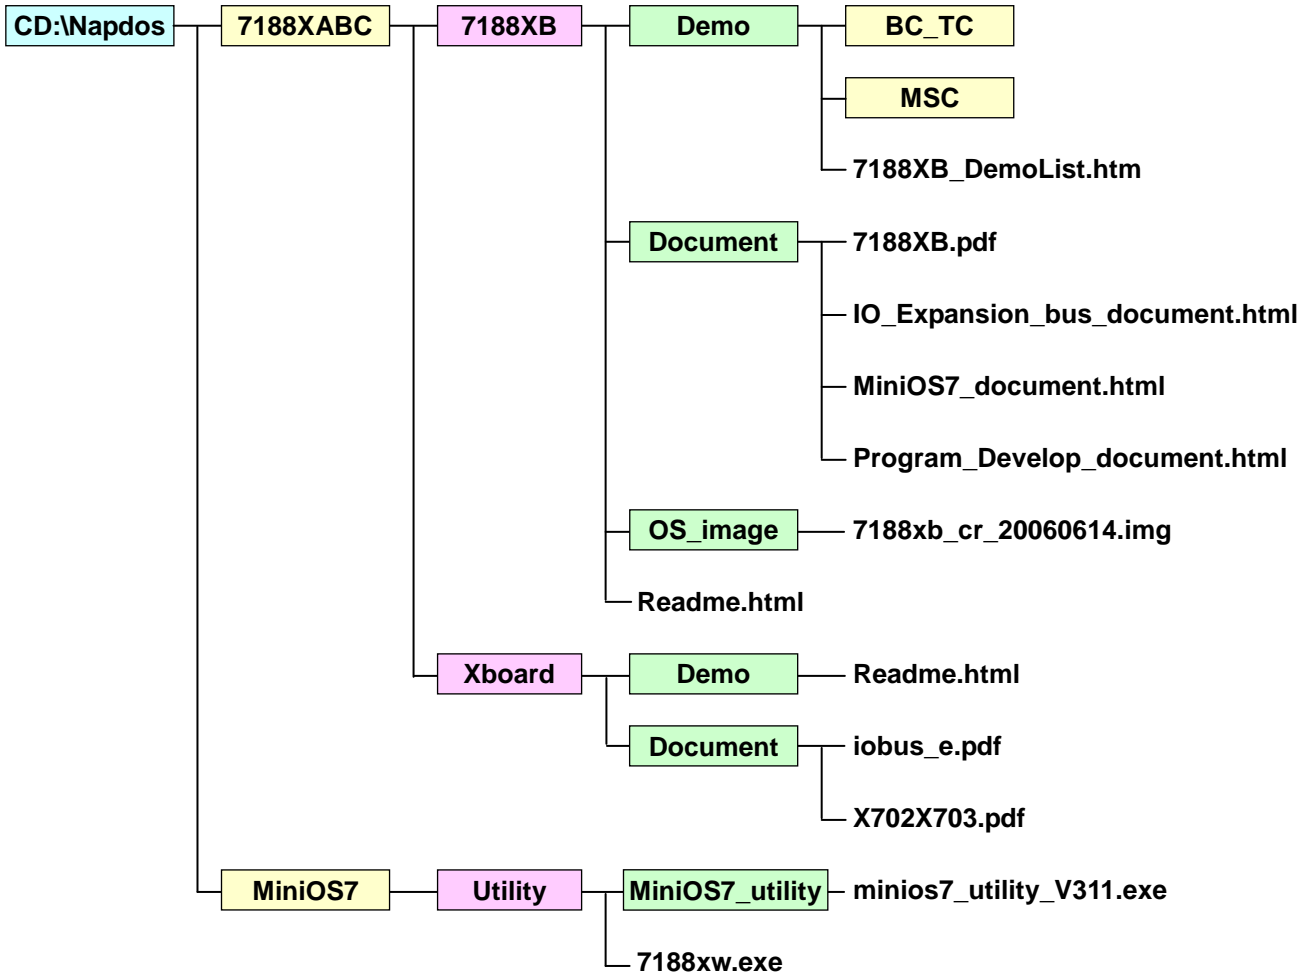 CD:\Napdos 7188XABC 7188XB Demo BC_TC
MSC
7188XB_DemoList.htm
Document 7188XB.pdf
IO_Expansion_bus_document.html
MiniOS7_document.html
Program_Develop_document.html
OS_image 7188xb_cr_20060614.img
Readme.html
Xboard Demo Readme.html
Document iobus_e.pdf
X702X703.pdf
MiniOS7 Utility MiniOS7_utility minios7_utility_V311.exe
7188xw.exe